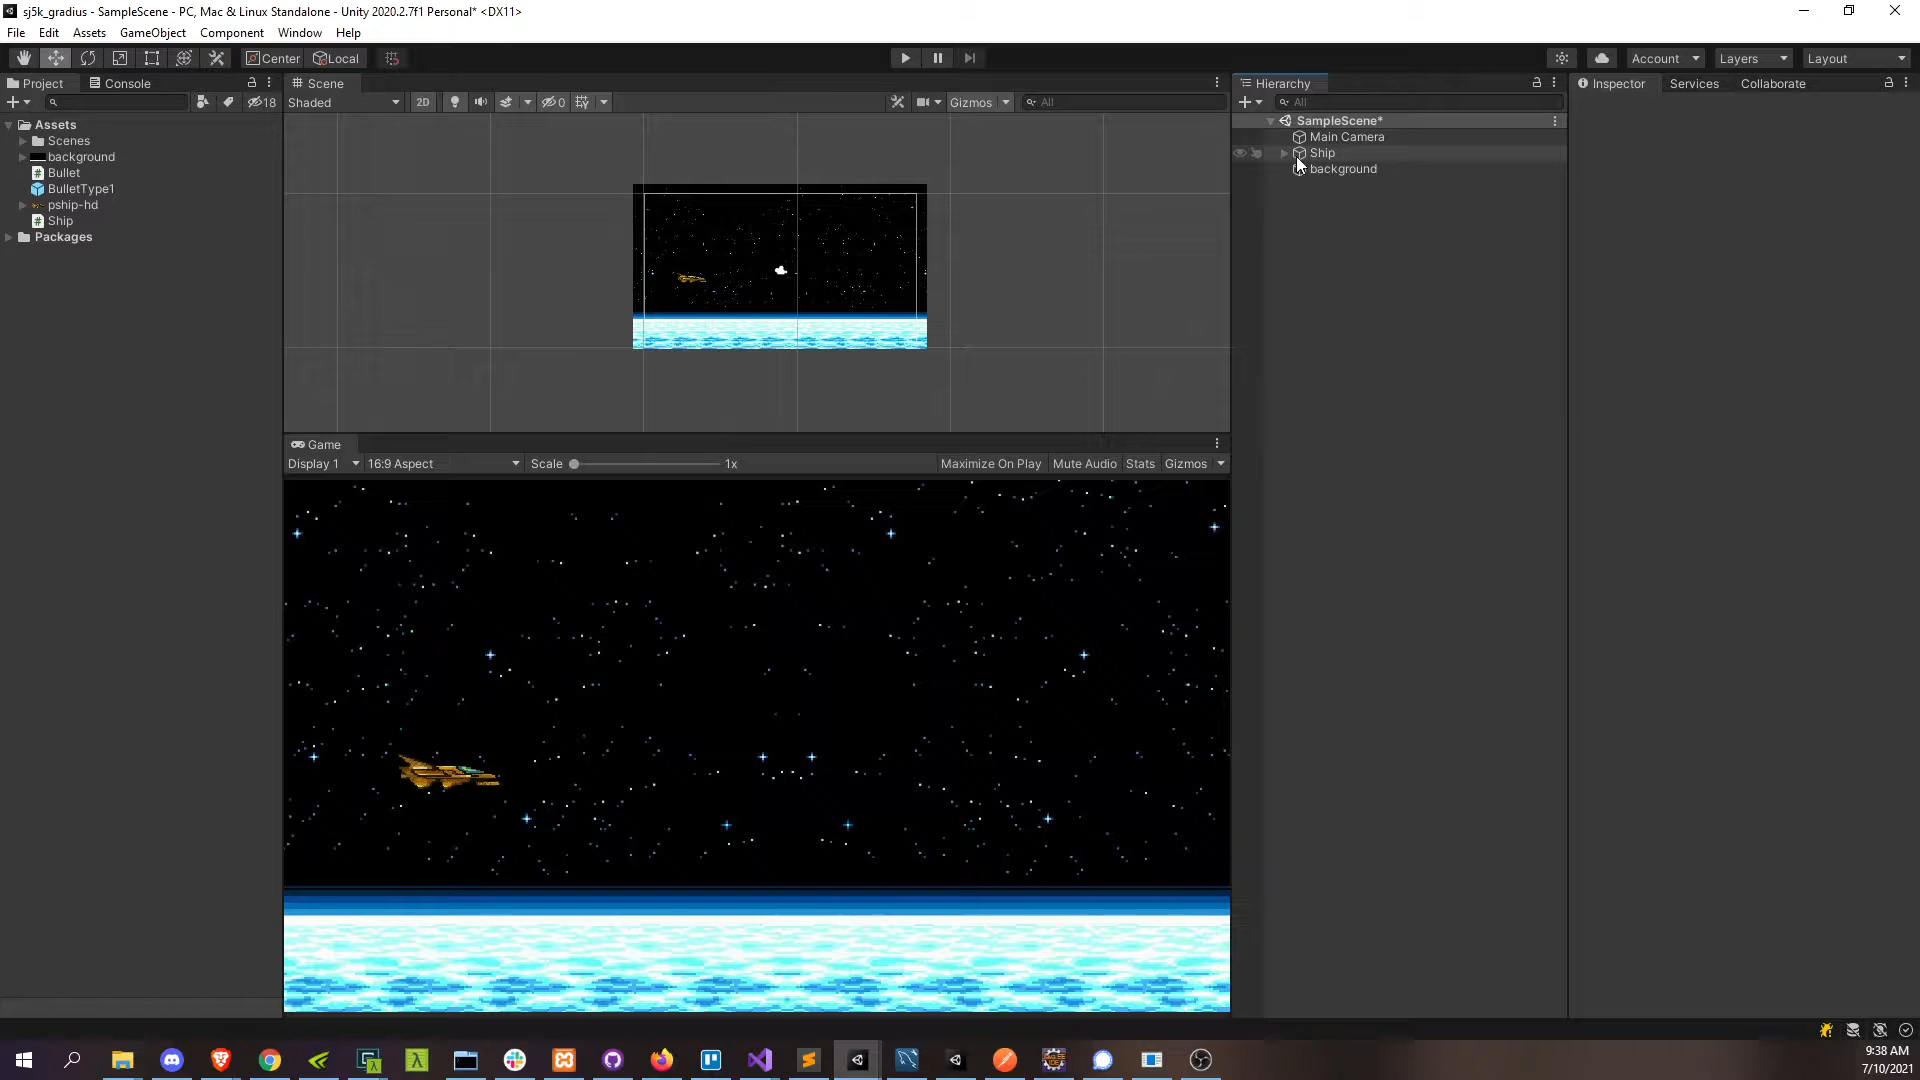 sj5k_gradius - SampleScene - PC, Mac & Linux Standalone - Unity 2020.2.7f1 Personal* <DX11>
File Edit Assets GameObject Component Window Help
Center Local Account Layers Layout
Project Console
18
Assets
Scenes
background
Bullet
BulletType1
pship-hd
Ship
Packages
Scene
Shaded 2D 0 Gizmos All
Game
Display 1 16:9 Aspect Scale 1x Maximize On Play Mute Audio Stats Gizmos
Hierarchy
All
SampleScene*
Main Camera
Ship
background
Inspector Services Collaborate
9:38 AM
7/10/2021